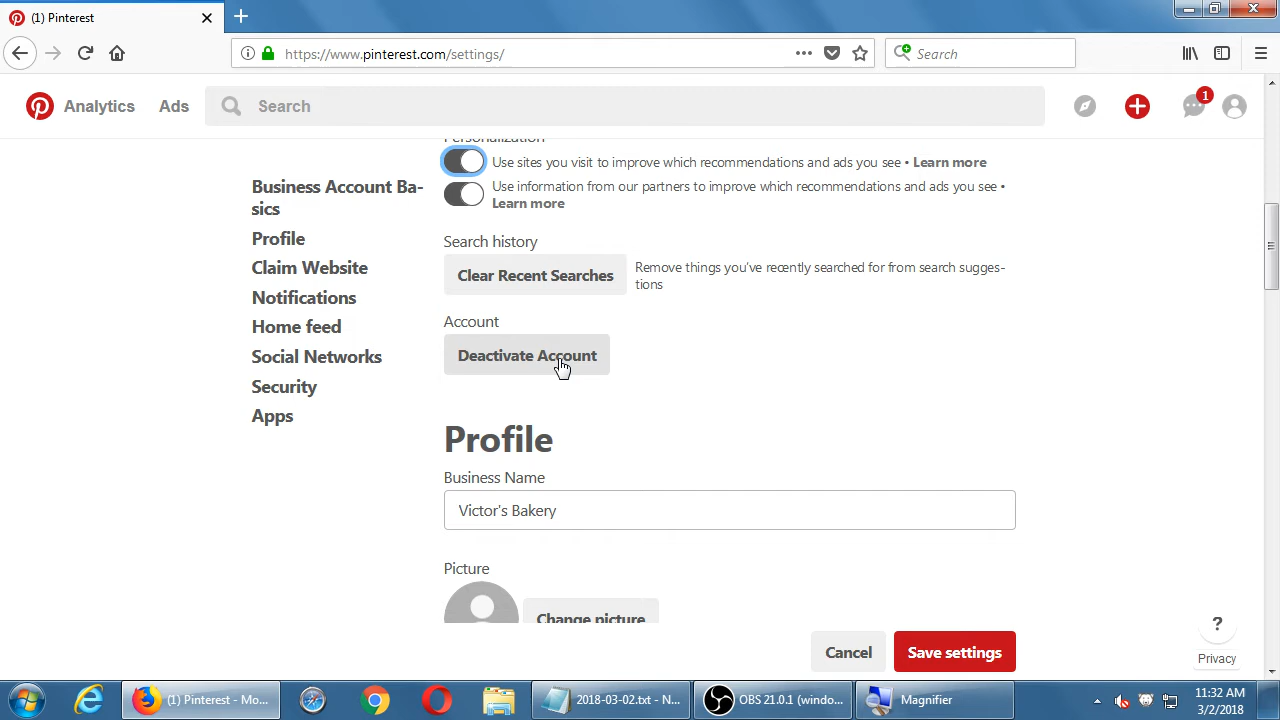 (1) Pinterest
https://www.pinterest.com/settings/
Search
Analytics
Ads
Search
1
Personalization
Use sites you visit to improve which recommendations and ads you see • Learn more
Use information from our partners to improve which recommendations and ads you see •
Learn more
Business Account Ba-
sics
Profile
Claim Website
Notifications
Home feed
Social Networks
Security
Apps
Search history
Clear Recent Searches
Remove things you've recently searched for from search sugges-
tions
Account
Deactivate Account
Profile
Business Name
Victor's Bakery
Picture
Change picture
Cancel
Save settings
?
Privacy
(1) Pinterest - Mo...
2018-03-02.txt - N...
OBS 21.0.1 (windo...
Magnifier
11:32 AM
3/2/2018